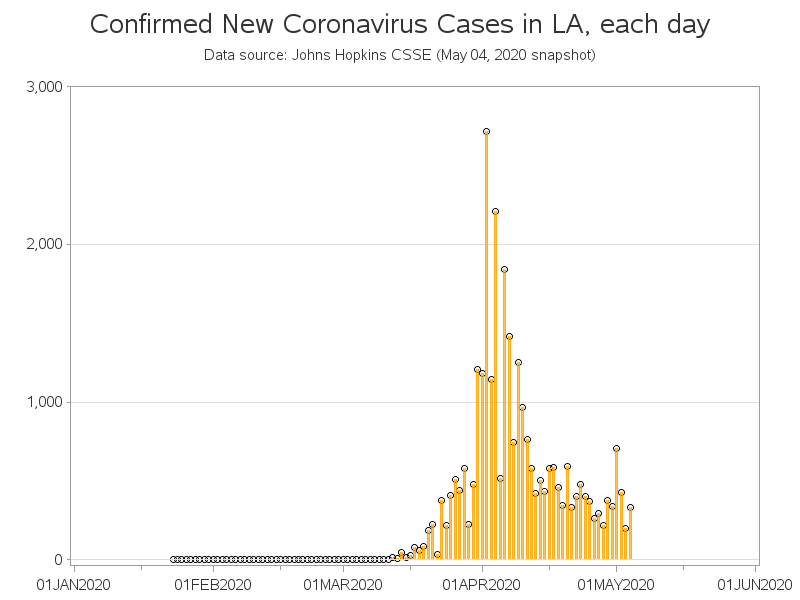 Confirmed New Coronavirus Cases in LA, each day
Data source: Johns Hopkins CSSE (May 04, 2020 snapshot)
3,000
2,000
1,000
0
01JAN2020 01FEB2020 01MAR2020 01APR2020 01MAY2020 01JUN2020